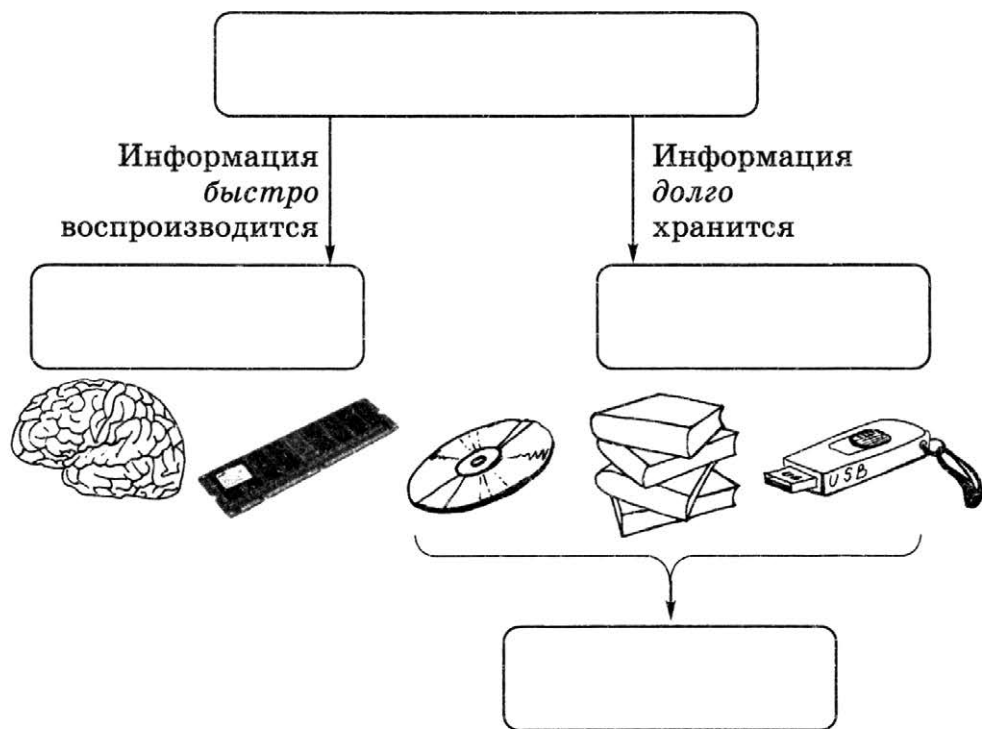 Информация
быстро
воспроизводится
Информация
долго
хранится
USB